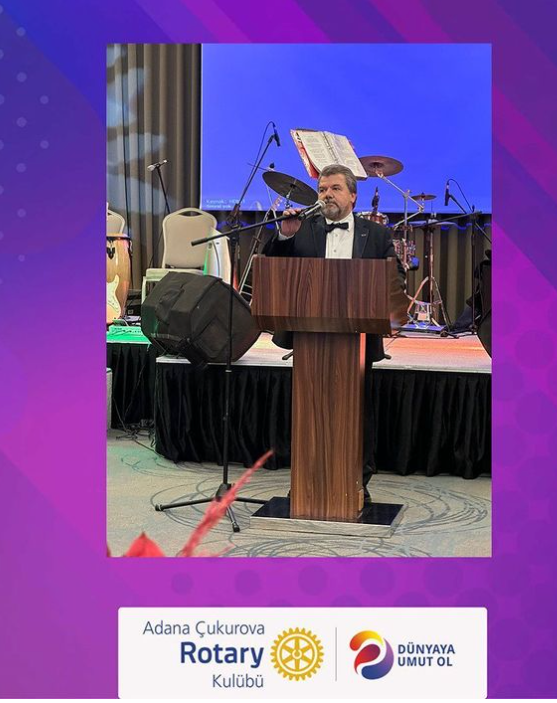 Adana Çukurova
Rotary
Kulübü
DÜNYAYA
UMUT OL